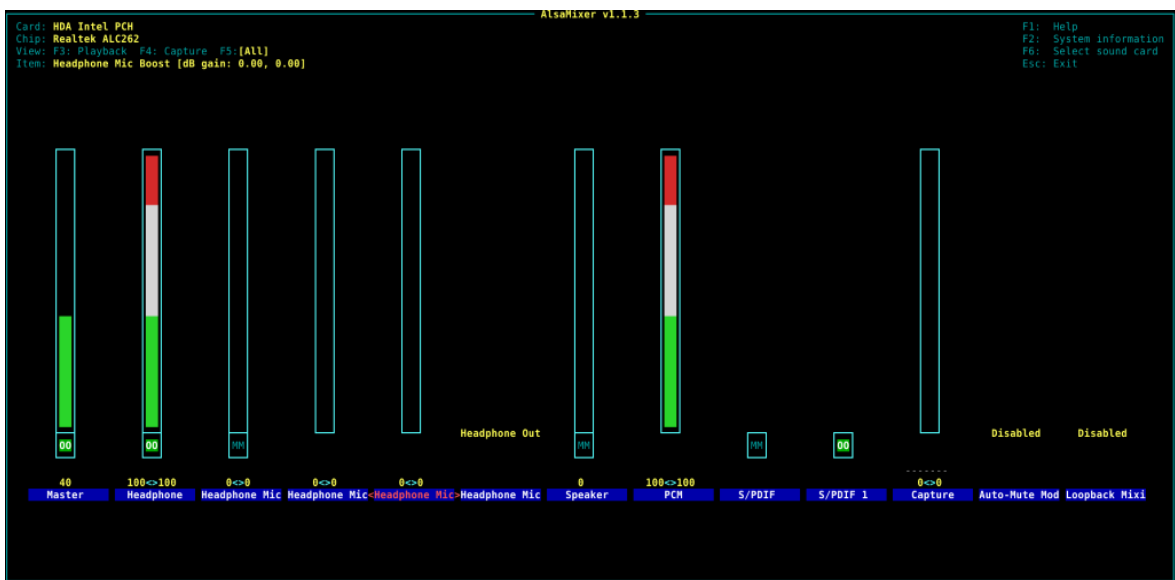 AlsaMixer v1.1.3
Card: HDA Intel PCH
Chip: Realtek ALC262
View: F3: Playback  F4: Capture  F5:[All]
Item: Headphone Mic Boost [dB gain: 0.00, 0.00]
F1:  Help
F2:  System information
F6:  Select sound card
Esc: Exit
Headphone Out
Disabled  Disabled
00  00  MM  MM  MM  00
-------
40  100<>100  0<>0  0<>0  0<>0  0  100<>100  0<>0
Master  Headphone  Headphone Mic  Headphone Mic <Headphone Mic> Headphone Mic  Speaker  PCM  S/PDIF  S/PDIF 1  Capture  Auto-Mute Mod  Loopback Mixi